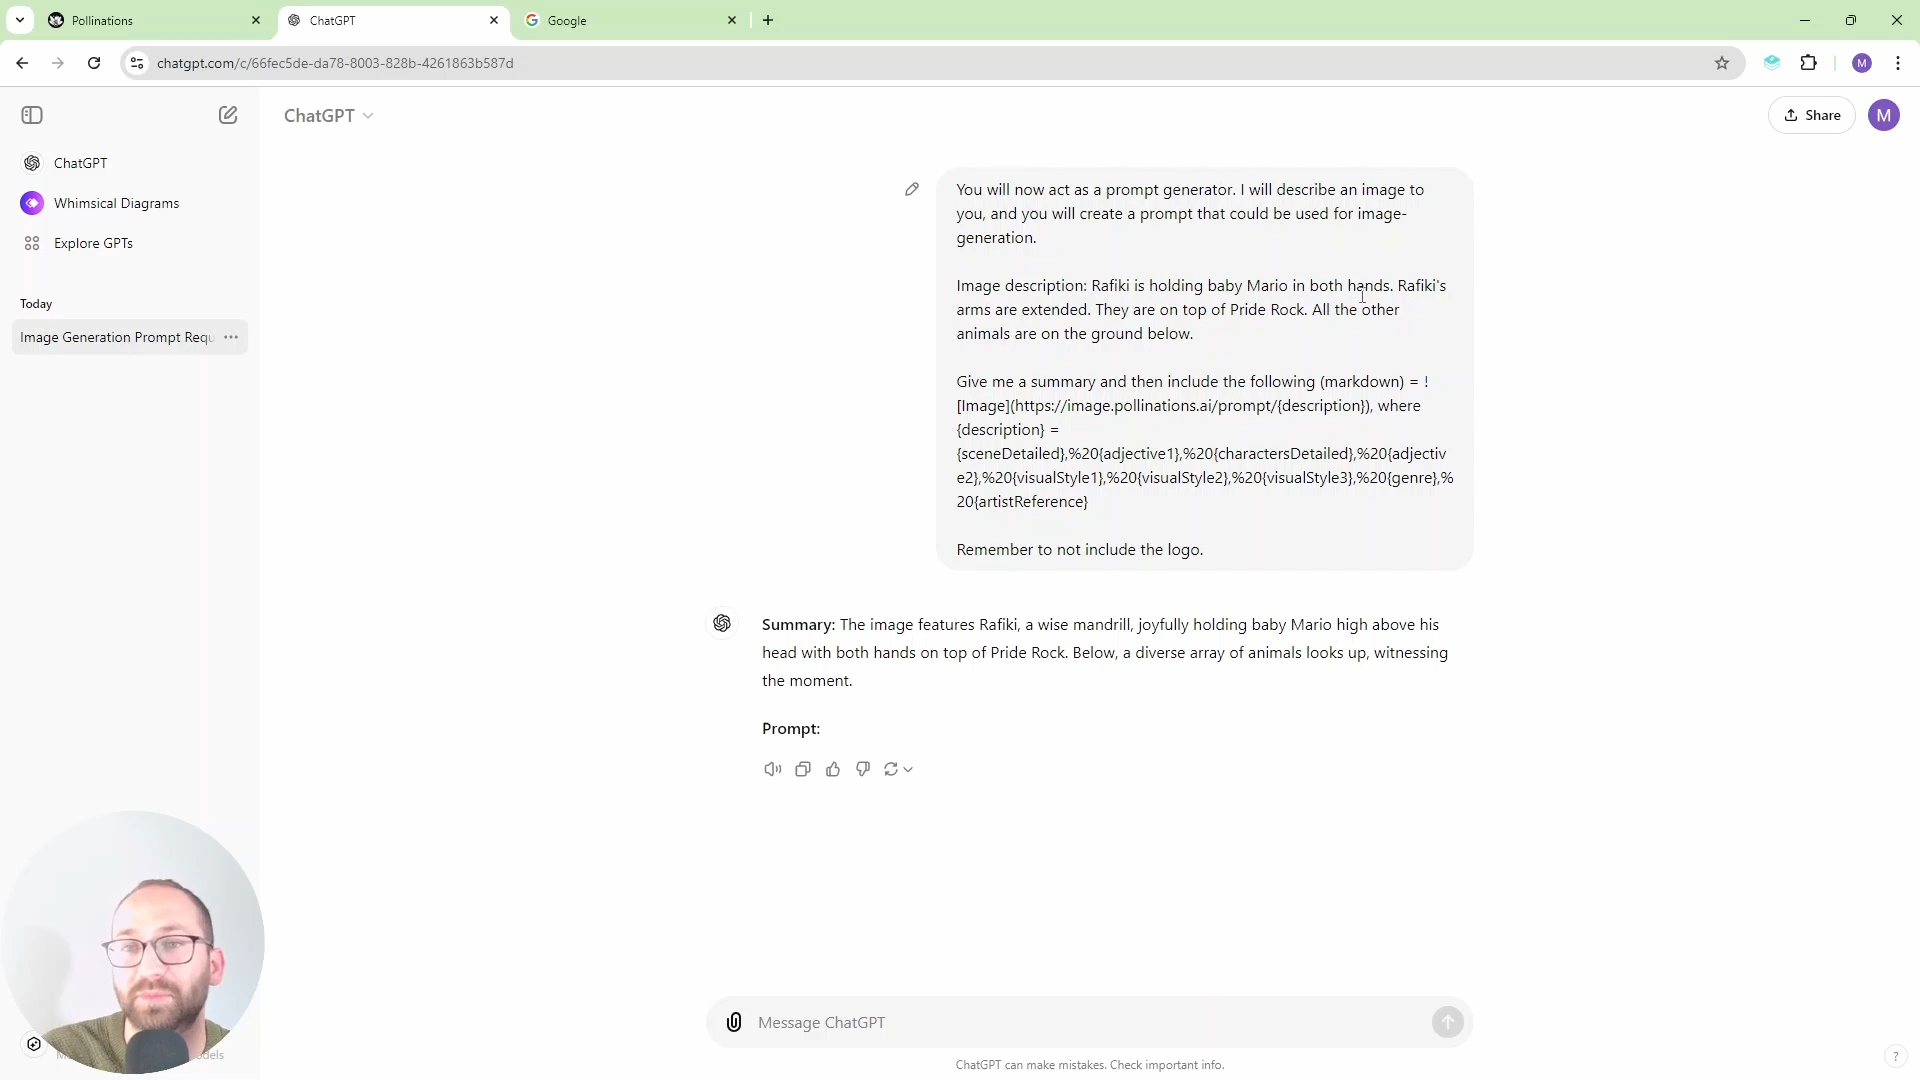 Pollinations
ChatGPT
Google
chatgpt.com/c/66fec5de-da78-8003-828b-4261863b587d
M
ChatGPT
Share
M
ChatGPT
Whimsical Diagrams
Explore GPTs
Today
Image Generation Prompt Requ
You will now act as a prompt generator. I will describe an image to
you, and you will create a prompt that could be used for image-
generation.
Image description: Rafiki is holding baby Mario in both hands. Rafiki's
arms are extended. They are on top of Pride Rock. All the other
animals are on the ground below.
Give me a summary and then include the following (markdown) = !
[Image](https://image.pollinations.ai/prompt/{description}), where
{description} =
{sceneDetailed},%20{adjective1},%20{charactersDetailed},%20{adjectiv
e2},%20{visualStyle1},%20{visualStyle2},%20{visualStyle3},%20{genre},%
20{artistReference}
Remember to not include the logo.
Summary: The image features Rafiki, a wise mandrill, joyfully holding baby Mario high above his
head with both hands on top of Pride Rock. Below, a diverse array of animals looks up, witnessing
the moment.
Prompt:
Message ChatGPT
ChatGPT can make mistakes. Check important info.
?